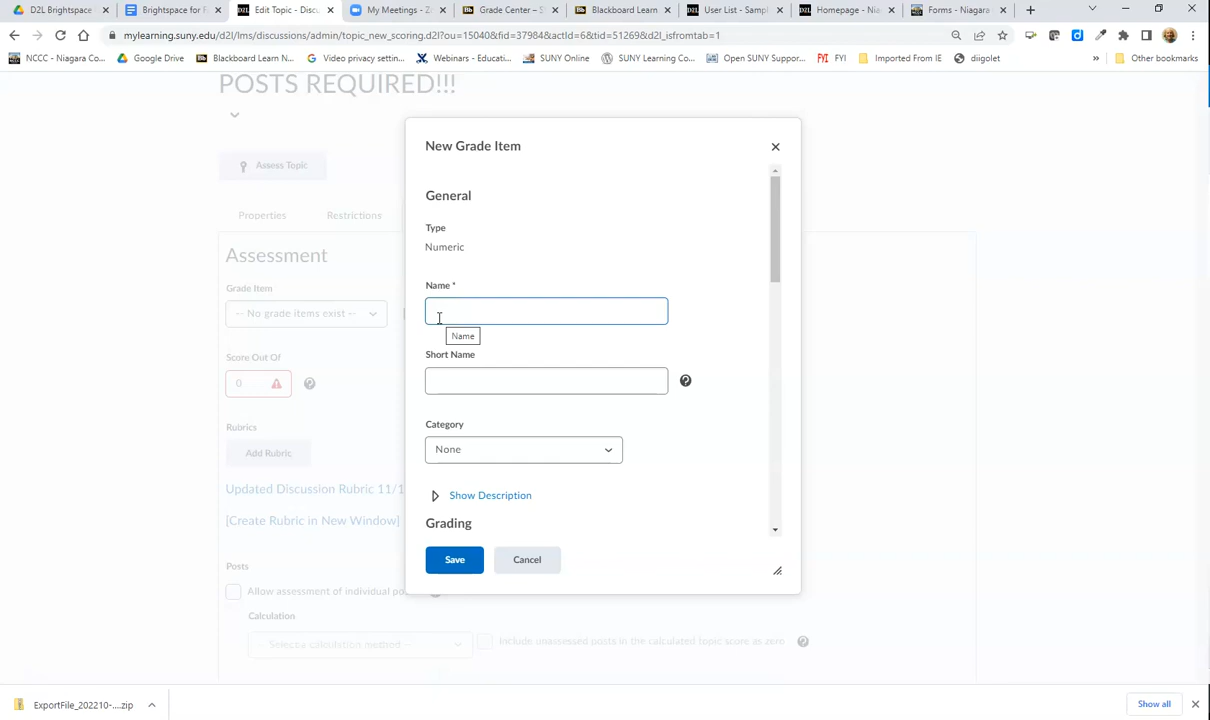 D2L Brightspace
Brightspace for F
Edit Topic – Discu
My Meetings - Zo
Grade Center – S
Blackboard Learn
User List - Sampl
Homepage - Nia
Forms - Niagara
mylearning.suny.edu/d2l/lms/discussions/admin/topic_new_scoring.d2l?ou=15040&fid=37984&actId=6&tid=51269&d2l_isfromtab=1
NCCC - Niagara Co...
Google Drive
Blackboard Learn N...
Video privacy settin...
Webinars - Educati...
SUNY Online
SUNY Learning Co...
Open SUNY Suppor...
FYI
Imported From IE
diigolet
»
Other bookmarks
POSTS REQUIRED!!!
Assess Topic
Properties
Restrictions
Assessment
Grade Item
-- No grade items exist --
Score Out Of
0
Rubrics
Add Rubric
Updated Discussion Rubric 11/1
[Create Rubric in New Window]
Posts
Allow assessment of individual po
Calculation
Select a calculation method
Include unassessed posts in the calculated topic score as zero
New Grade Item
General
Type
Numeric
Name *
Name
Short Name
Category
None
Show Description
Grading
Save
Cancel
ExportFile_202210-....zip
Show all